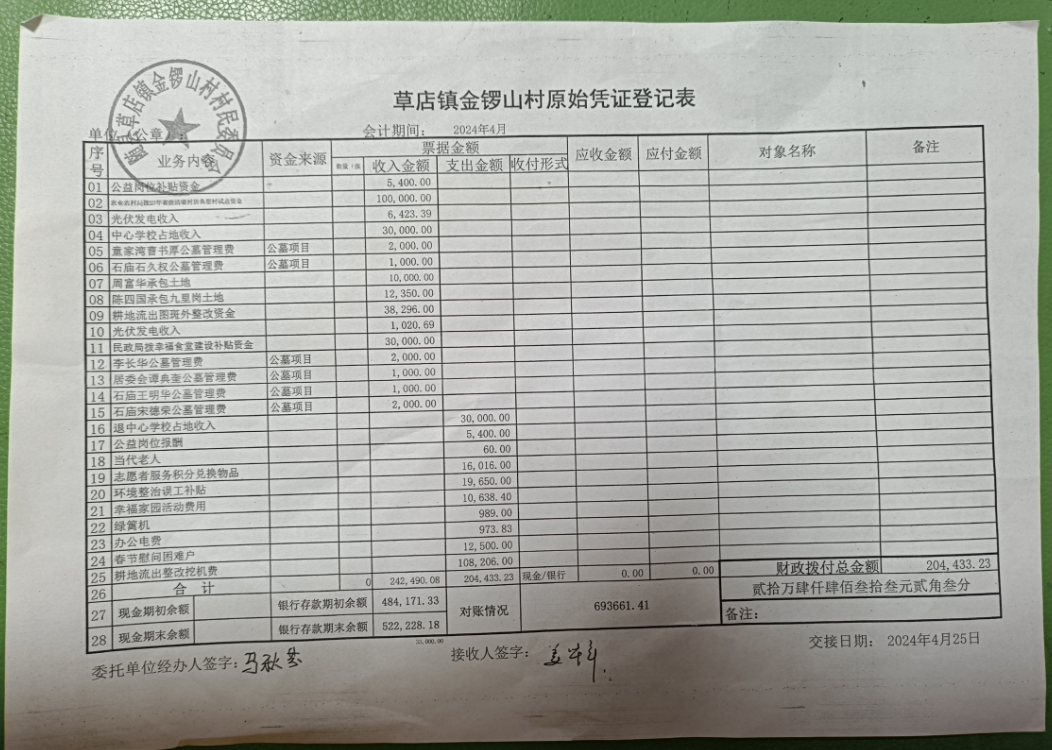 草店镇金锣山村村民委员会
草店镇金锣山村原始凭证登记表
单位（公章）： 会计期间： 2024年4月
序号 业务内容 资金来源 票据金额 应收金额 应付金额 对象名称 备注
收入金额 支出金额 收付形式
01 公益岗位补贴资金 5,400.00
02 100,000.00
03 光伏发电收入 6,423.39
04 中心学校占地收入 30,000.00
05 童家湾曹书厚公墓管理费 公墓项目 2,000.00
06 石庙石久权公墓管理费 公墓项目 1,000.00
07 周富华承包土地 10,000.00
08 陈四国承包九里岗土地 12,350.00
09 耕地流出图斑外整改资金 38,296.00
10 光伏发电收入 1,020.69
11 民政局拨幸福食堂建设补贴资金 30,000.00
12 李长华公墓管理费 公墓项目 2,000.00
13 居委会谭典奎公墓管理费 公墓项目 1,000.00
14 石庙王明华公墓管理费 公墓项目 1,000.00
15 石庙宋德荣公墓管理费 公墓项目 2,000.00
16 退中心学校占地收入 30,000.00
17 公益岗位报酬 5,400.00
18 当代老人 60.00
19 志愿者服务积分兑换物品 16,016.00
20 环境整治误工补贴 19,650.00
21 幸福家园活动费用 10,638.40
22 绿篱机 989.00
23 办公电费 973.83
24 春节慰问困难户 12,500.00
25 耕地流出整改挖机费 108,206.00
26 合 计 0 242,490.08 204,433.23 现金/银行 0.00 0.00 财政拨付总金额 204,433.23
贰拾万肆仟肆佰叁拾叁元贰角叁分
27 现金期初余额 银行存款期初余额 484,171.33 对账情况 693661.41
备注：
28 现金期末余额 银行存款期末余额 522,228.18
委托单位经办人签字：马秋芬 接收人签字： 交接日期： 2024年4月25日